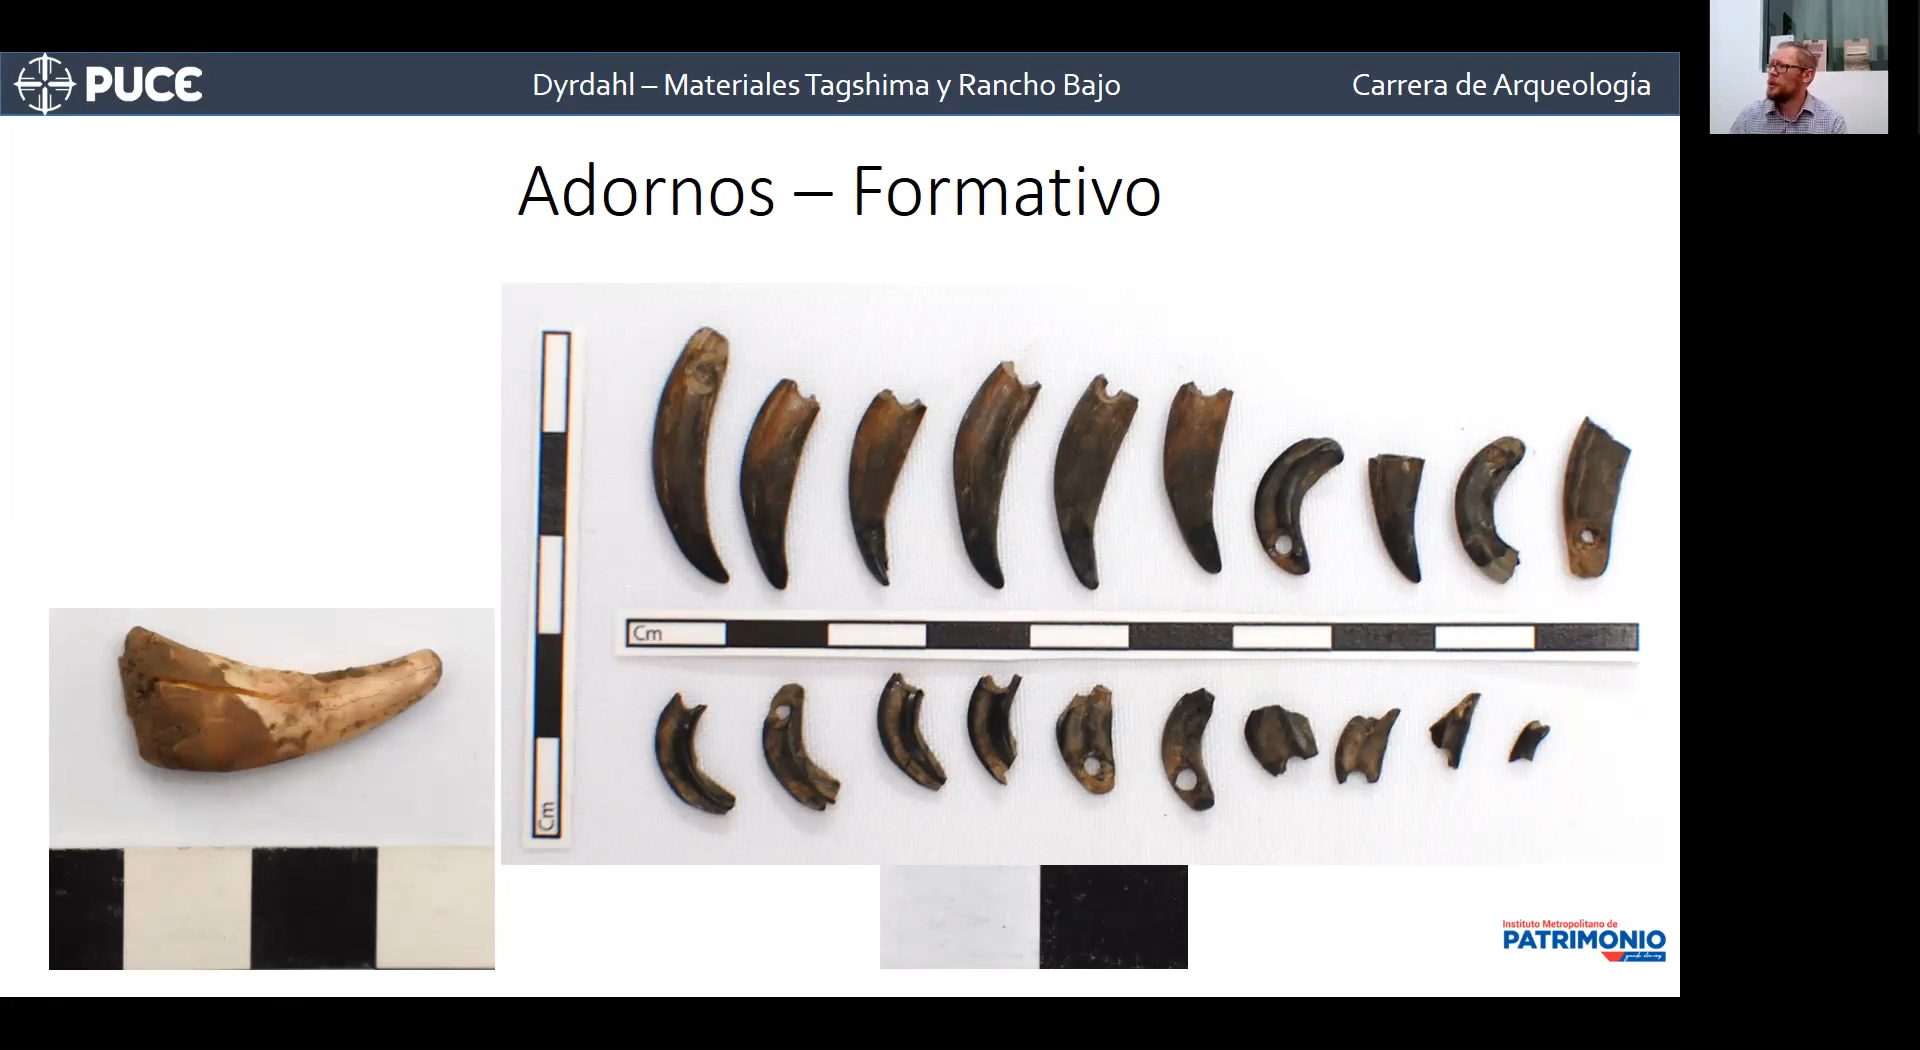 PUCE
Dyrdahl – Materiales Tagshima y Rancho Bajo
Carrera de Arqueología
Adornos – Formativo
Cm
Cm
Instituto Metropolitano de
PATRIMONIO